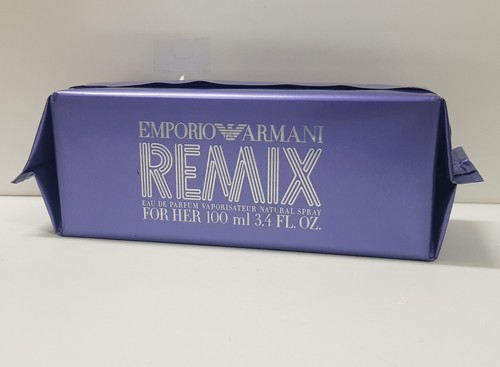 EMPORIO ARMANI
REMIX
EAU DE PARFUM VAPORISATEUR NATURAL SPRAY
FOR HER 100 ml 3.4 FL. OZ.